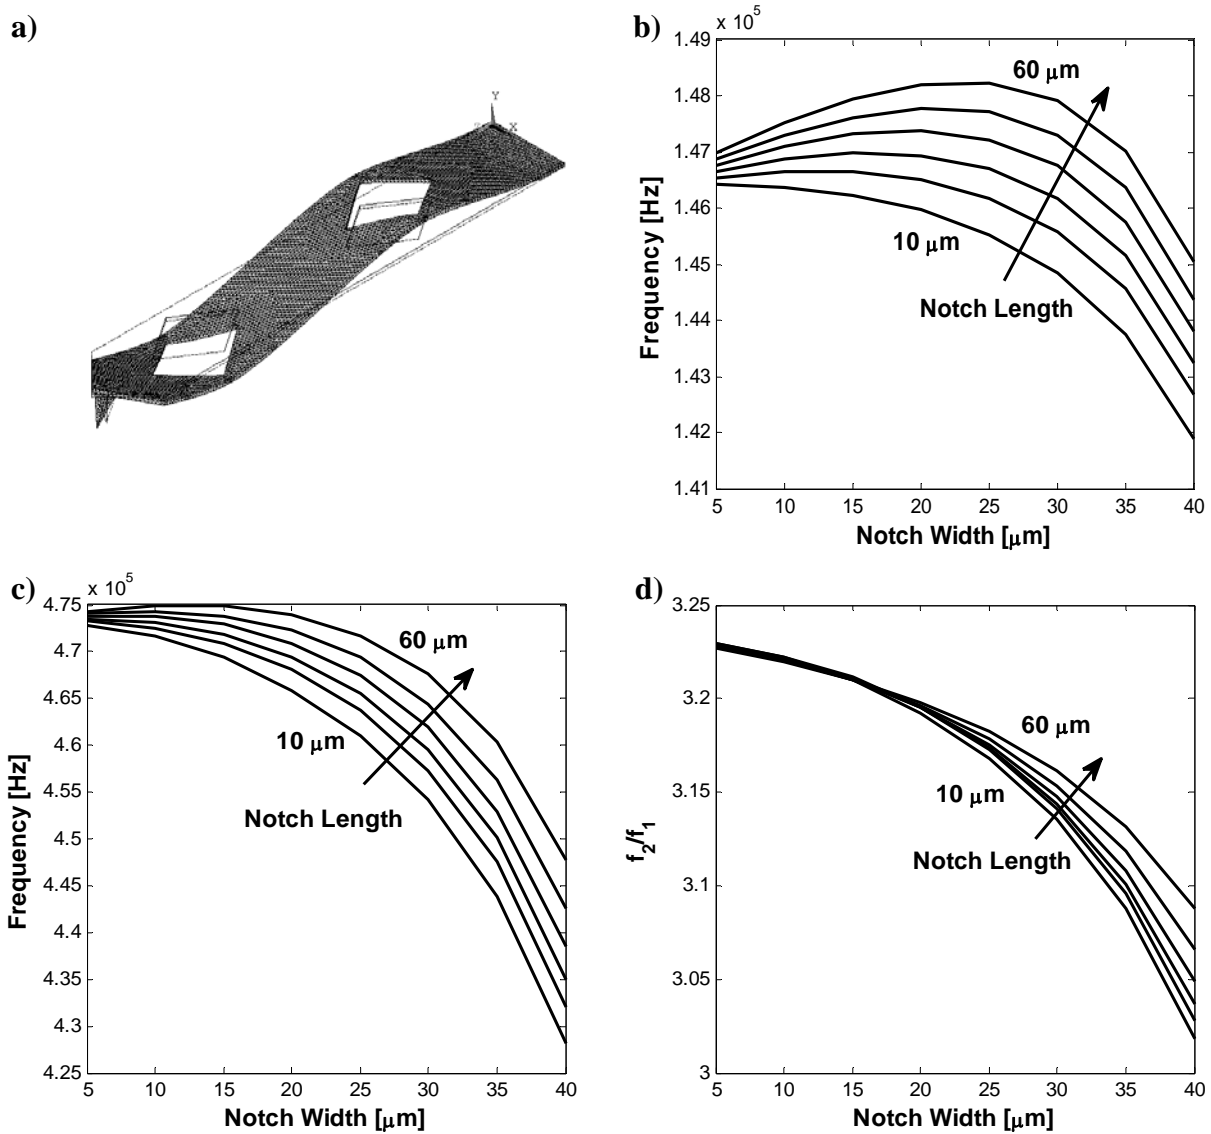 a)
Y
X
b)
x 10^5
1.49
1.48
1.47
1.46
1.45
1.44
1.43
1.42
1.41
Frequency [Hz]
60 μm
10 μm
Notch Length
5 10 15 20 25 30 35 40
Notch Width [μm]
c)
x 10^5
4.75
4.7
4.65
4.6
4.55
4.5
4.45
4.4
4.35
4.3
4.25
Frequency [Hz]
60 μm
10 μm
Notch Length
5 10 15 20 25 30 35 40
Notch Width [μm]
d)
3.25
3.2
3.15
3.1
3.05
3
f_2/f_1
60 μm
10 μm
Notch Length
5 10 15 20 25 30 35 40
Notch Width [μm]